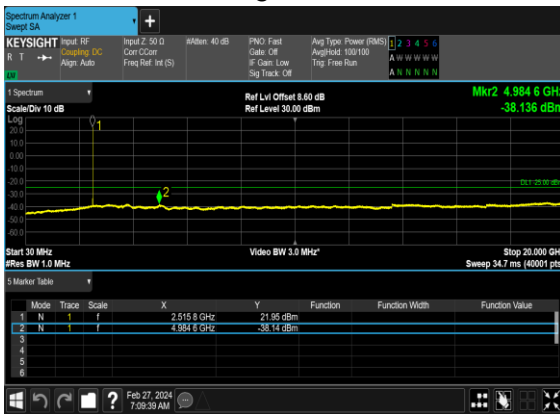 Spectrum Analyzer 1
Swept SA
+
KEYSIGHT Input: RF Input Z: 50 Ω #Atten: 40 dB PNO: Fast Avg Type: Power (RMS) 1 2 3 4 5 6
R T Coupling: DC Corr CCorr Gate: Off Avg|Hold: 100/100 A W W W W W
Align: Auto Freq Ref: Int (S) IF Gain: Low Trig: Free Run
LV Sig Track: Off A N N N N N
1 Spectrum Mkr2 4.984 6 GHz
Scale/Div 10 dB Ref Lvl Offset 8.60 dB -38.136 dBm
Ref Level 30.00 dBm
Log
20.0
10.0
0.00
-10.0
-20.0
-30.0
-40.0
-50.0
-60.0
1
2
DL1 -25.00 dBm
Start 30 MHz Video BW 3.0 MHz* Stop 20.000 GHz
#Res BW 1.0 MHz Sweep 34.7 ms (40001 pts)
5 Marker Table
Mode Trace Scale X Y Function Function Width Function Value
1 N 1 f 2.515 8 GHz 21.95 dBm
2 N 1 f 4.984 6 GHz -38.14 dBm
3
4
5
6
? Feb 27, 2024
7:09:39 AM